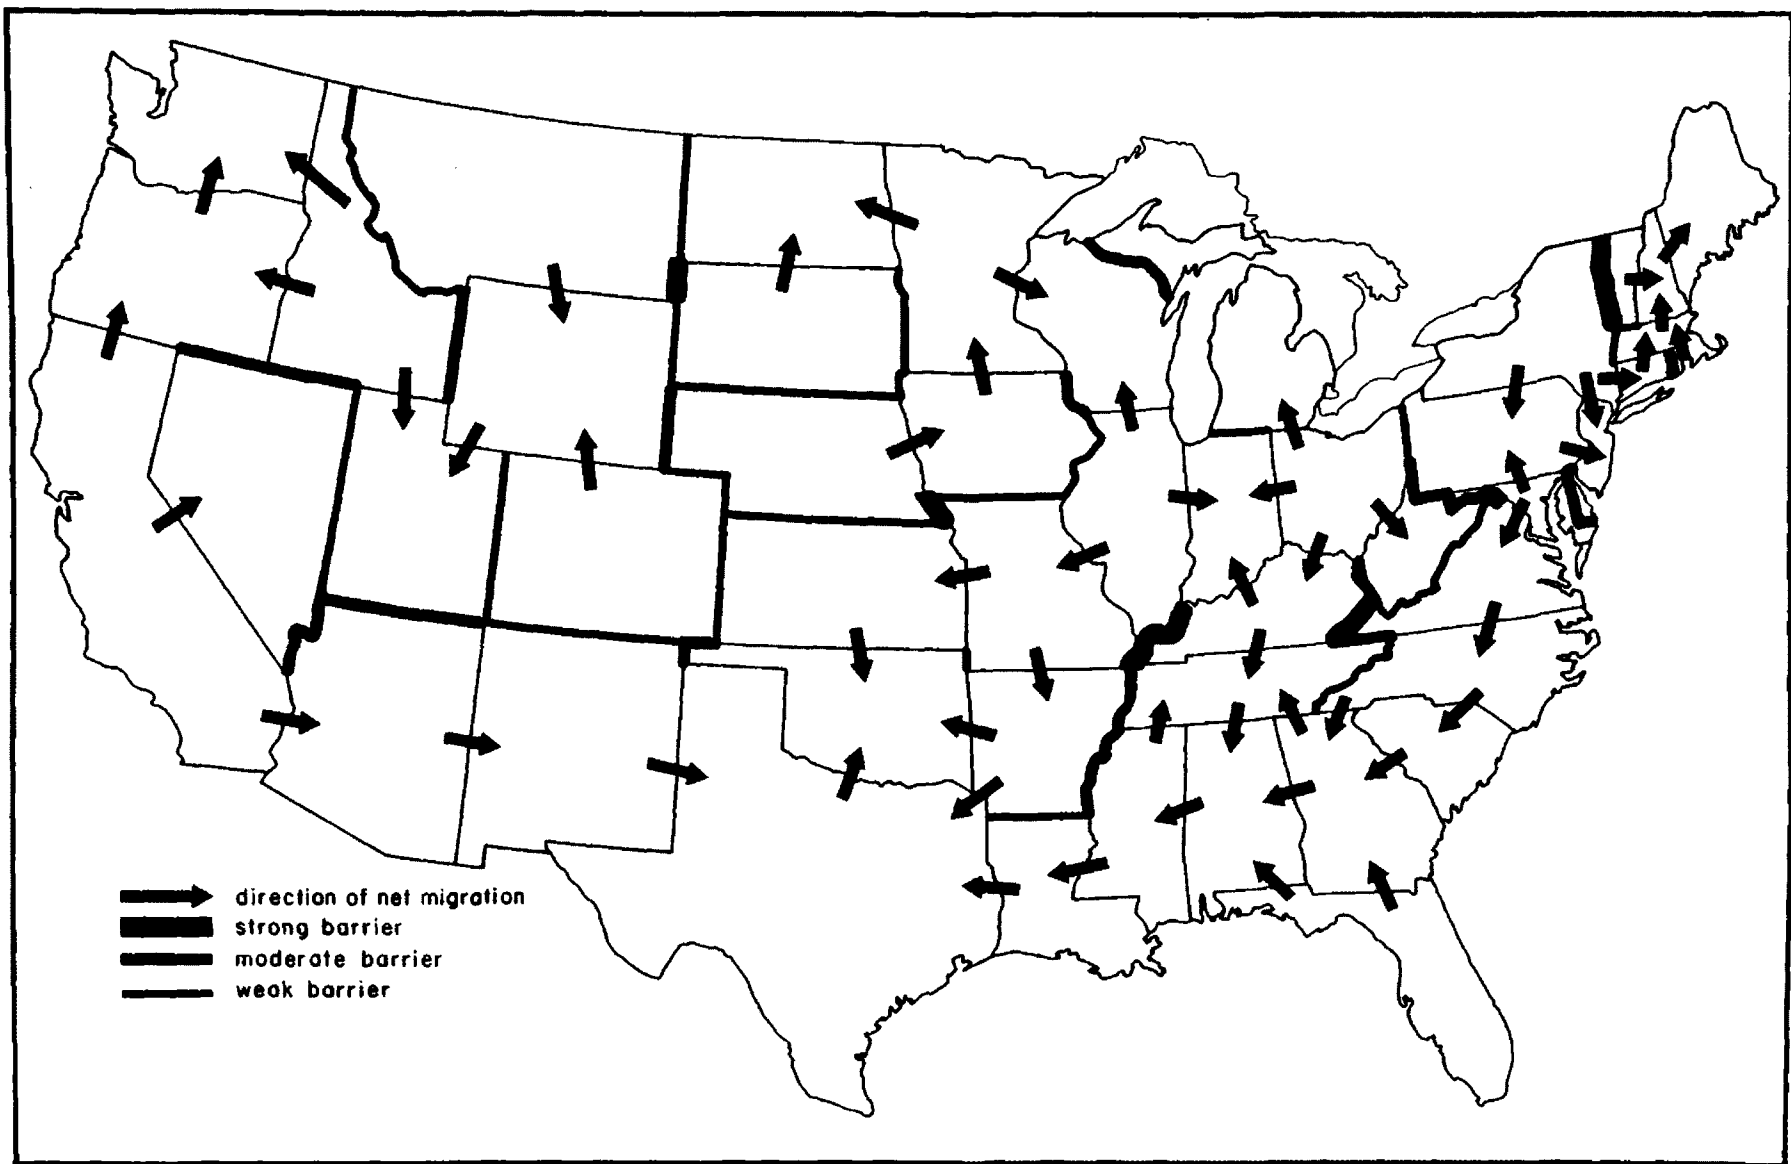 direction of net migration
strong barrier
moderate barrier
weak barrier